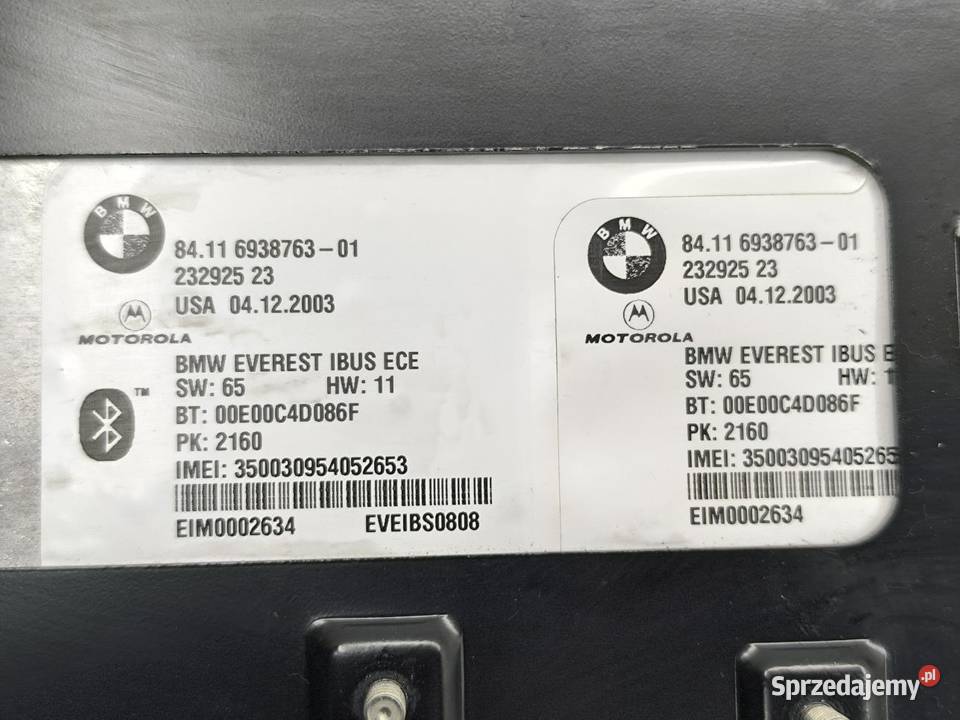 BMW
84.11 6938763-01
232925 23
USA 04.12.2003
MOTOROLA
BMW EVEREST IBUS ECE
SW: 65 HW: 11
™
BT: 00E00C4D086F
PK: 2160
IMEI: 350030954052653
EIM0002634 EVEIBS0808
BMW
84.11 6938763-01
232925 23
USA 04.12.2003
MOTOROLA
BMW EVEREST IBUS E
SW: 65 HW: 1
BT: 00E00C4D086F
PK: 2160
IMEI: 35003095405265
EIM0002634
Sprzedajemy.pl